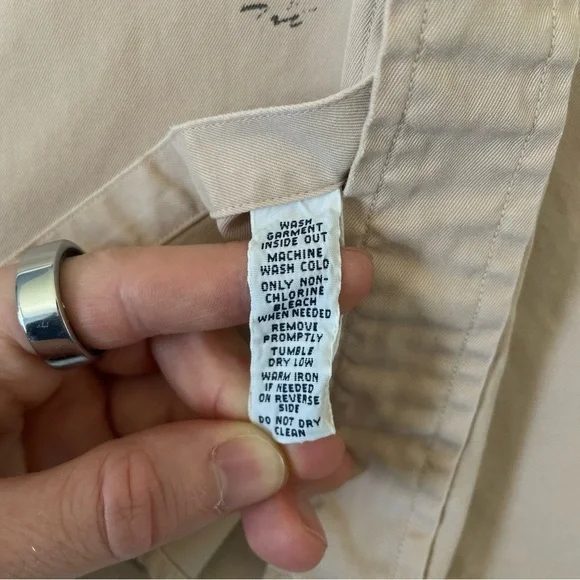 WASH
GARMENT
INSIDE OUT
MACHINE
WASH COLD
ONLY NON-
CHLORINE
BLEACH
WHEN NEEDED
REMOVE
PROMPTLY
TUMBLE
DRY LOW
WARM IRON
IF NEEDED
ON REVERSE
SIDE
DO NOT DRY
CLEAN